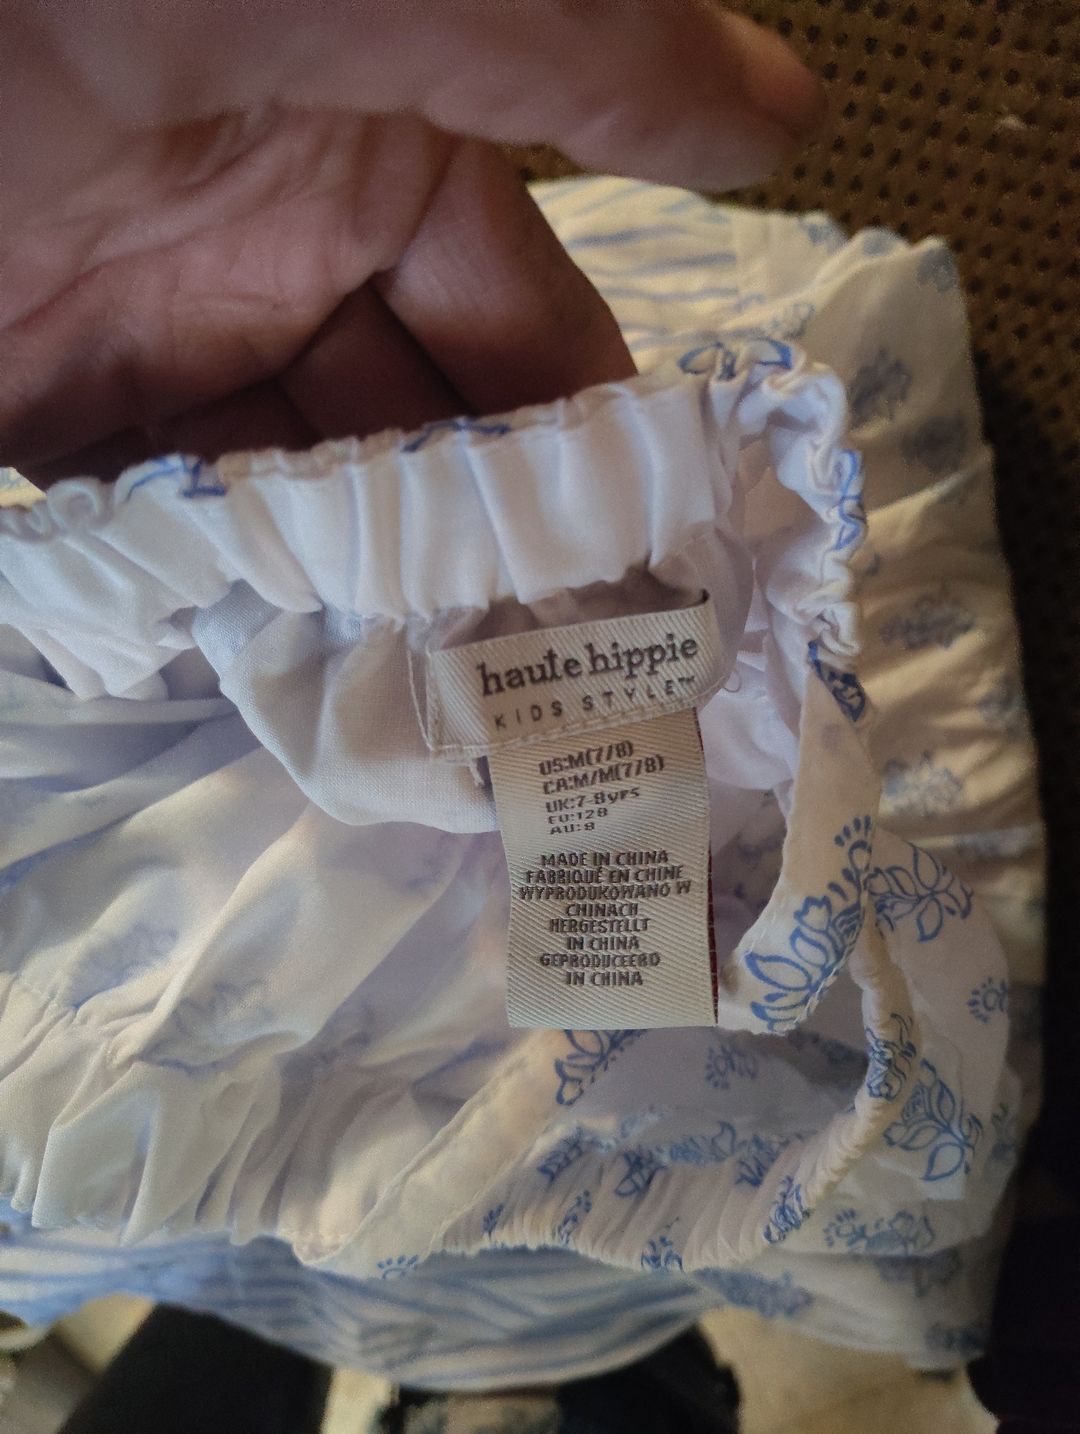 haute hippie
KIDS STYLE™
US:M(7/8)
CA:M/M(7/8)
UK:7-8yrs
EU:128
AU:8
MADE IN CHINA
FABRIQUÉ EN CHINE
WYPRODUKOWANO W
CHINACH
HERGESTELLT
IN CHINA
GEPRODUCEERD
IN CHINA